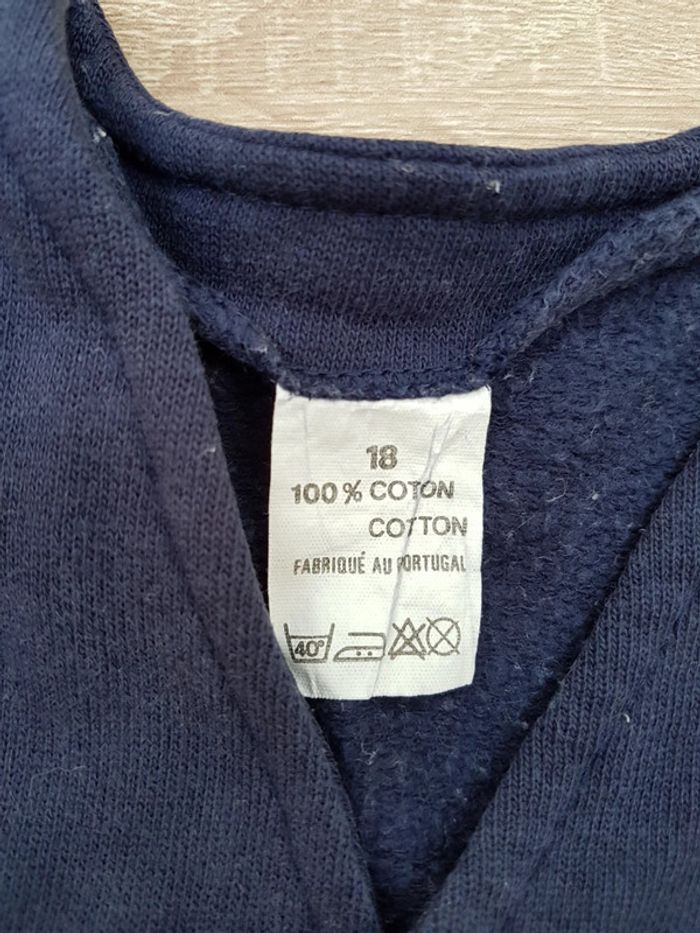 18
100 % COTON
COTTON
FABRIQUÉ AU PORTUGAL
40°